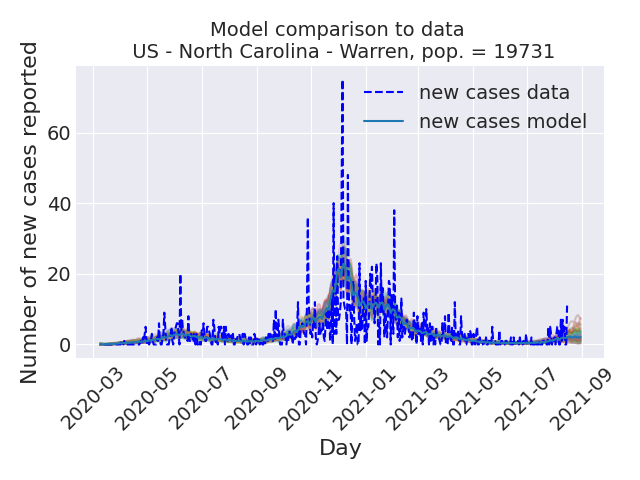 Model comparison to data
US - North Carolina - Warren, pop. = 19731
Number of new cases reported
60
40
20
0
new cases data
new cases model
2020-03
2020-05
2020-07
2020-09
2020-11
2021-01
2021-03
2021-05
2021-07
2021-09
Day